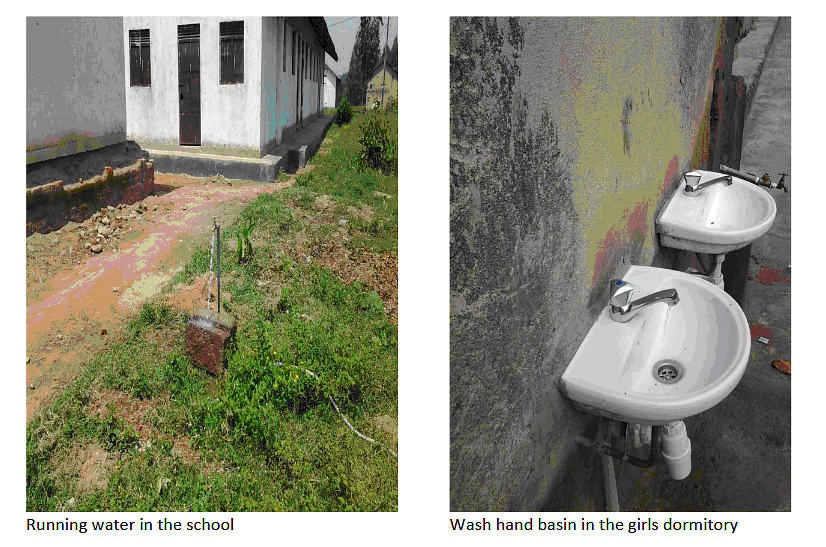 Running water in the school
Wash hand basin in the girls dormitory